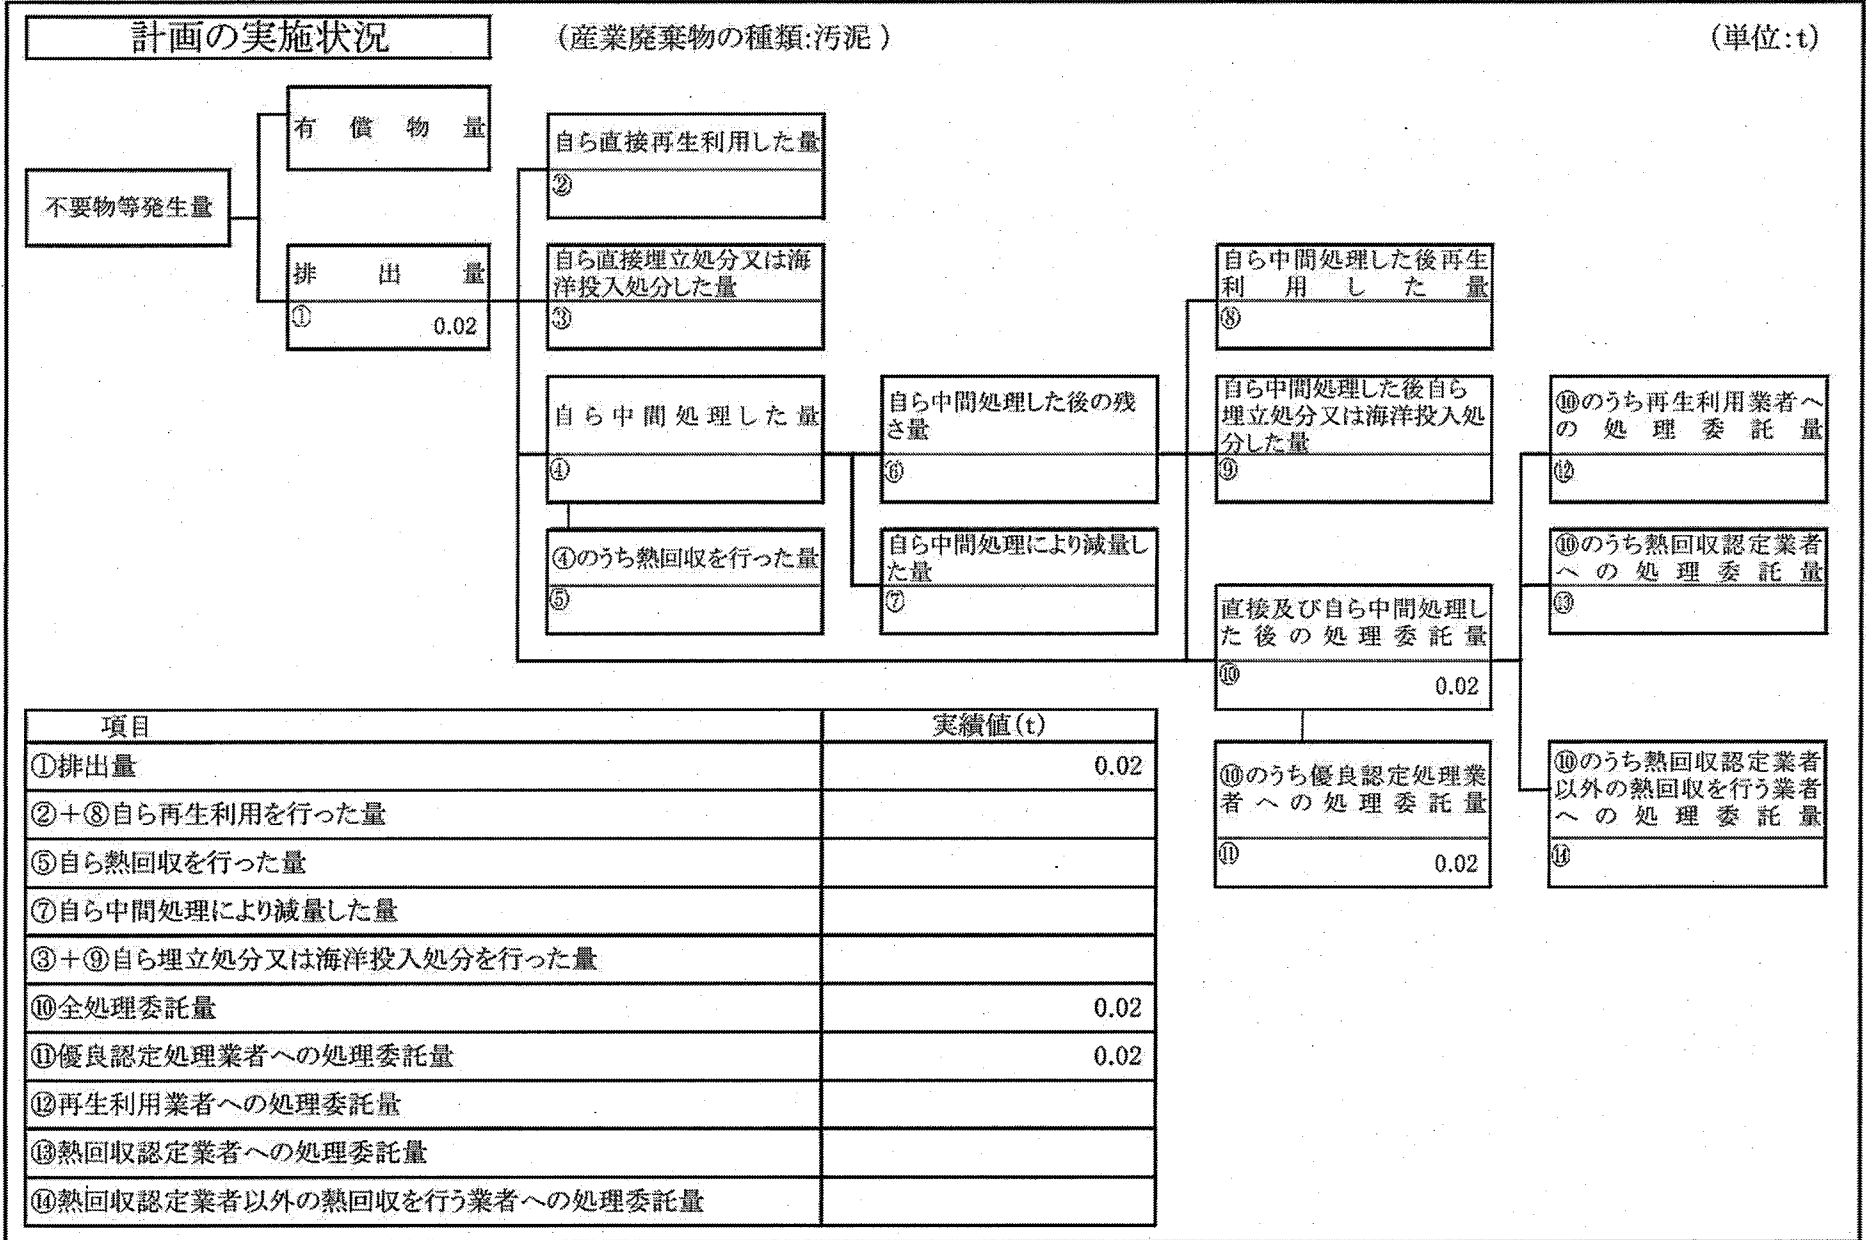 計画の実施状況
(産業廃棄物の種類:汚泥 )
(単位:t)
不要物等発生量
有償物量
排出量
① 0.02
自ら直接再生利用した量
②
自ら直接埋立処分又は海
洋投入処分した量
③
自ら中間処理した量
④
④のうち熱回収を行った量
⑤
自ら中間処理した後の残
さ量
⑥
自ら中間処理により減量し
た量
⑦
自ら中間処理した後再生
利用した量
⑧
自ら中間処理した後自ら
埋立処分又は海洋投入処
分した量
⑨
直接及び自ら中間処理し
た後の処理委託量
⑩ 0.02
⑩のうち優良認定処理業
者への処理委託量
⑪ 0.02
⑩のうち再生利用業者へ
の処理委託量
⑫
⑩のうち熱回収認定業者
への処理委託量
⑬
⑩のうち熱回収認定業者
以外の熱回収を行う業者
への処理委託量
⑭
項目 実績値(t)
①排出量 0.02
②+⑧自ら再生利用を行った量
⑤自ら熱回収を行った量
⑦自ら中間処理により減量した量
③+⑨自ら埋立処分又は海洋投入処分を行った量
⑩全処理委託量 0.02
⑪優良認定処理業者への処理委託量 0.02
⑫再生利用業者への処理委託量
⑬熱回収認定業者への処理委託量
⑭熱回収認定業者以外の熱回収を行う業者への処理委託量